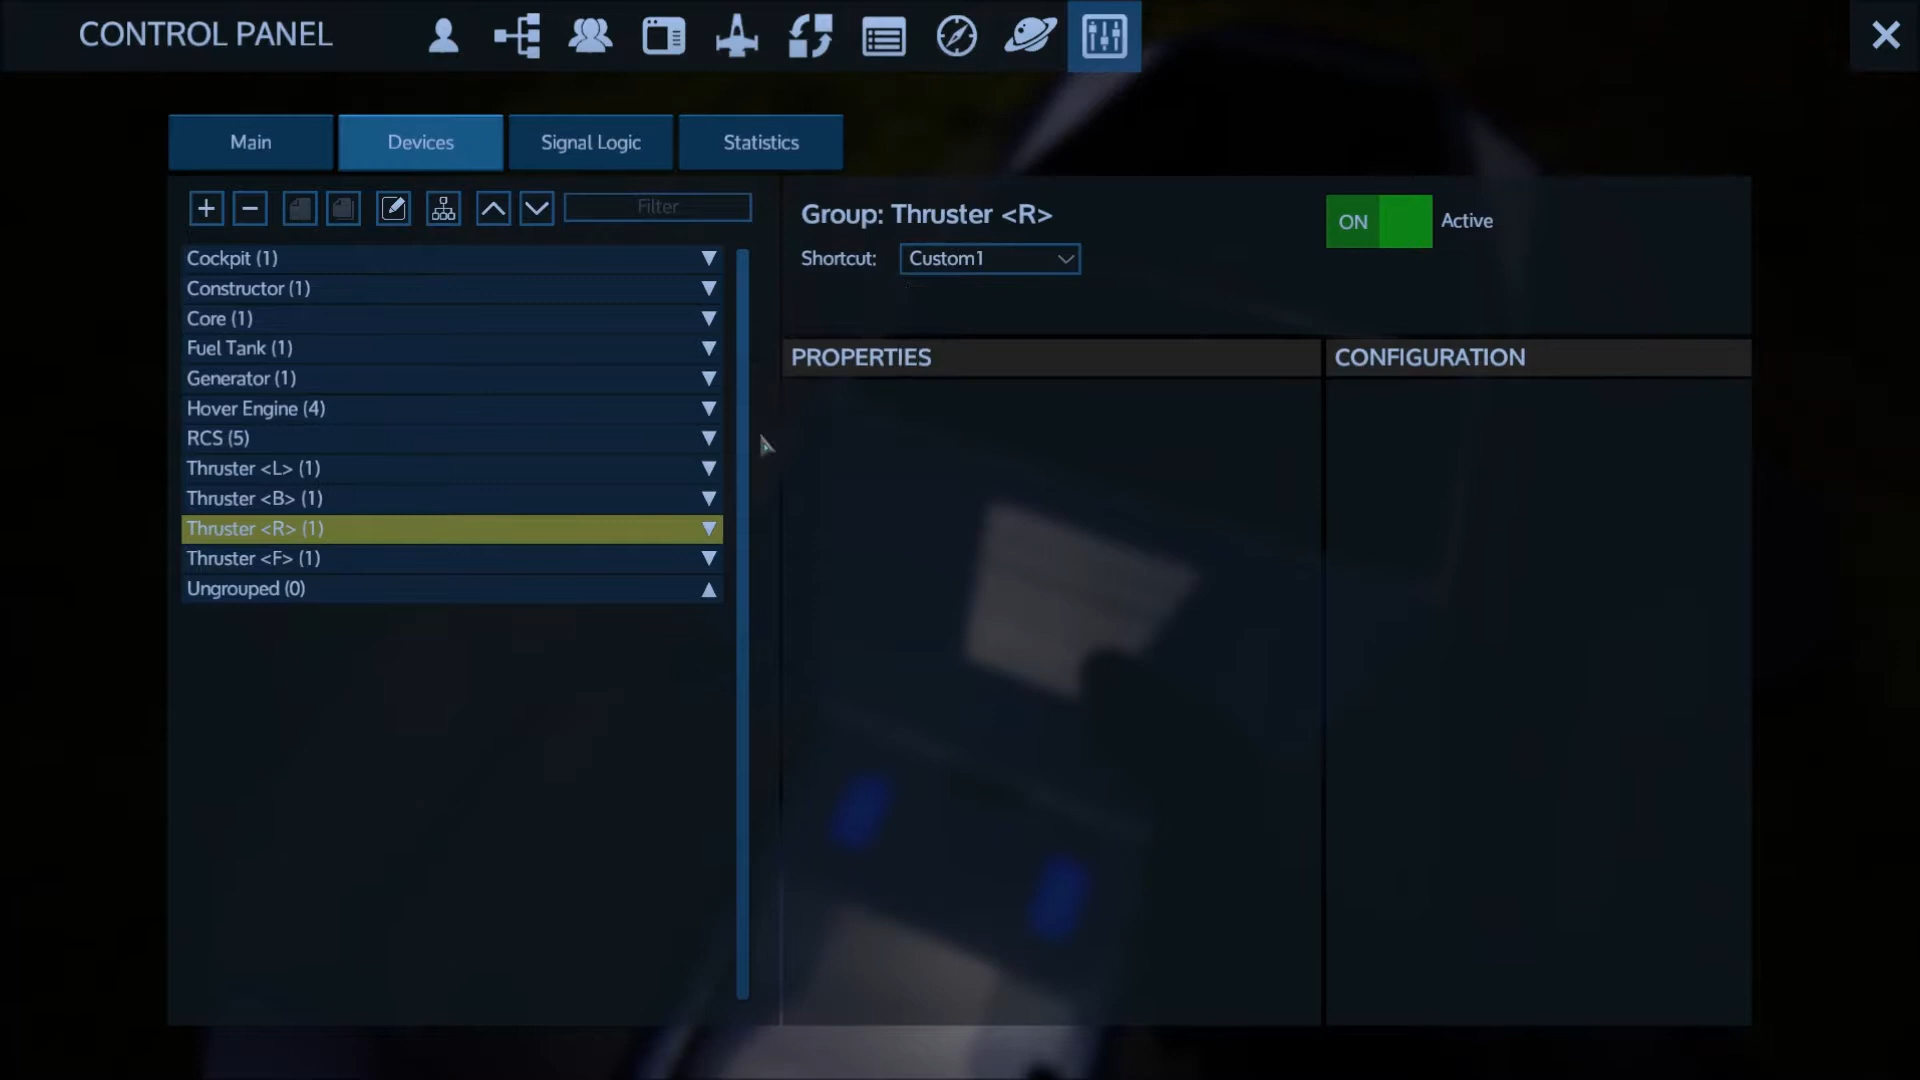 CONTROL PANEL
Main
Devices
Signal Logic
Statistics
Filter
Cockpit (1)
Constructor (1)
Core (1)
Fuel Tank (1)
Generator (1)
Hover Engine (4)
RCS (5)
Thruster <L> (1)
Thruster <B> (1)
Thruster <R> (1)
Thruster <F> (1)
Ungrouped (0)
Group: Thruster <R>
ON
Active
Shortcut:
Custom1
PROPERTIES
CONFIGURATION